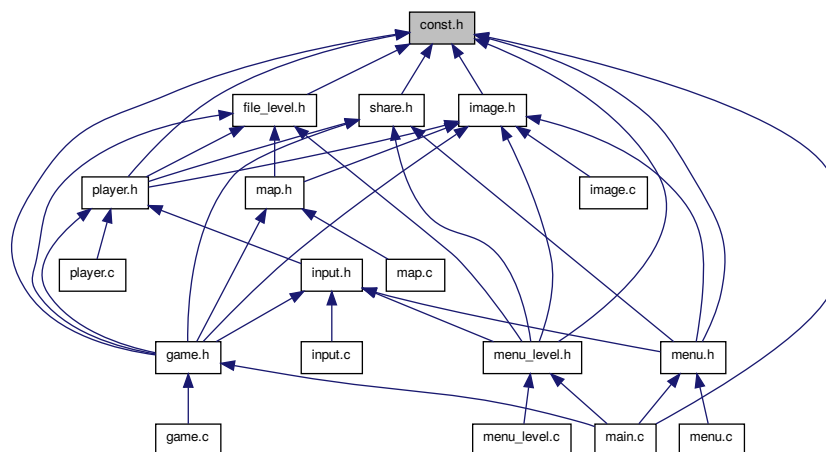 const.h
file_level.h
share.h
image.h
player.h
map.h
image.c
player.c
input.h
map.c
game.h
input.c
menu_level.h
menu.h
game.c
menu_level.c
main.c
menu.c